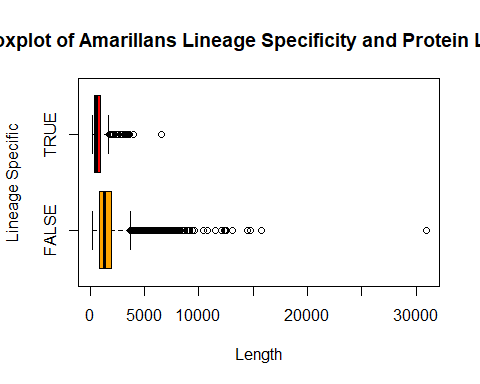 oxplot of Amarillans Lineage Specificity and Protein L
Lineage Specific
TRUE
FALSE
0 5000 10000 20000 30000
Length